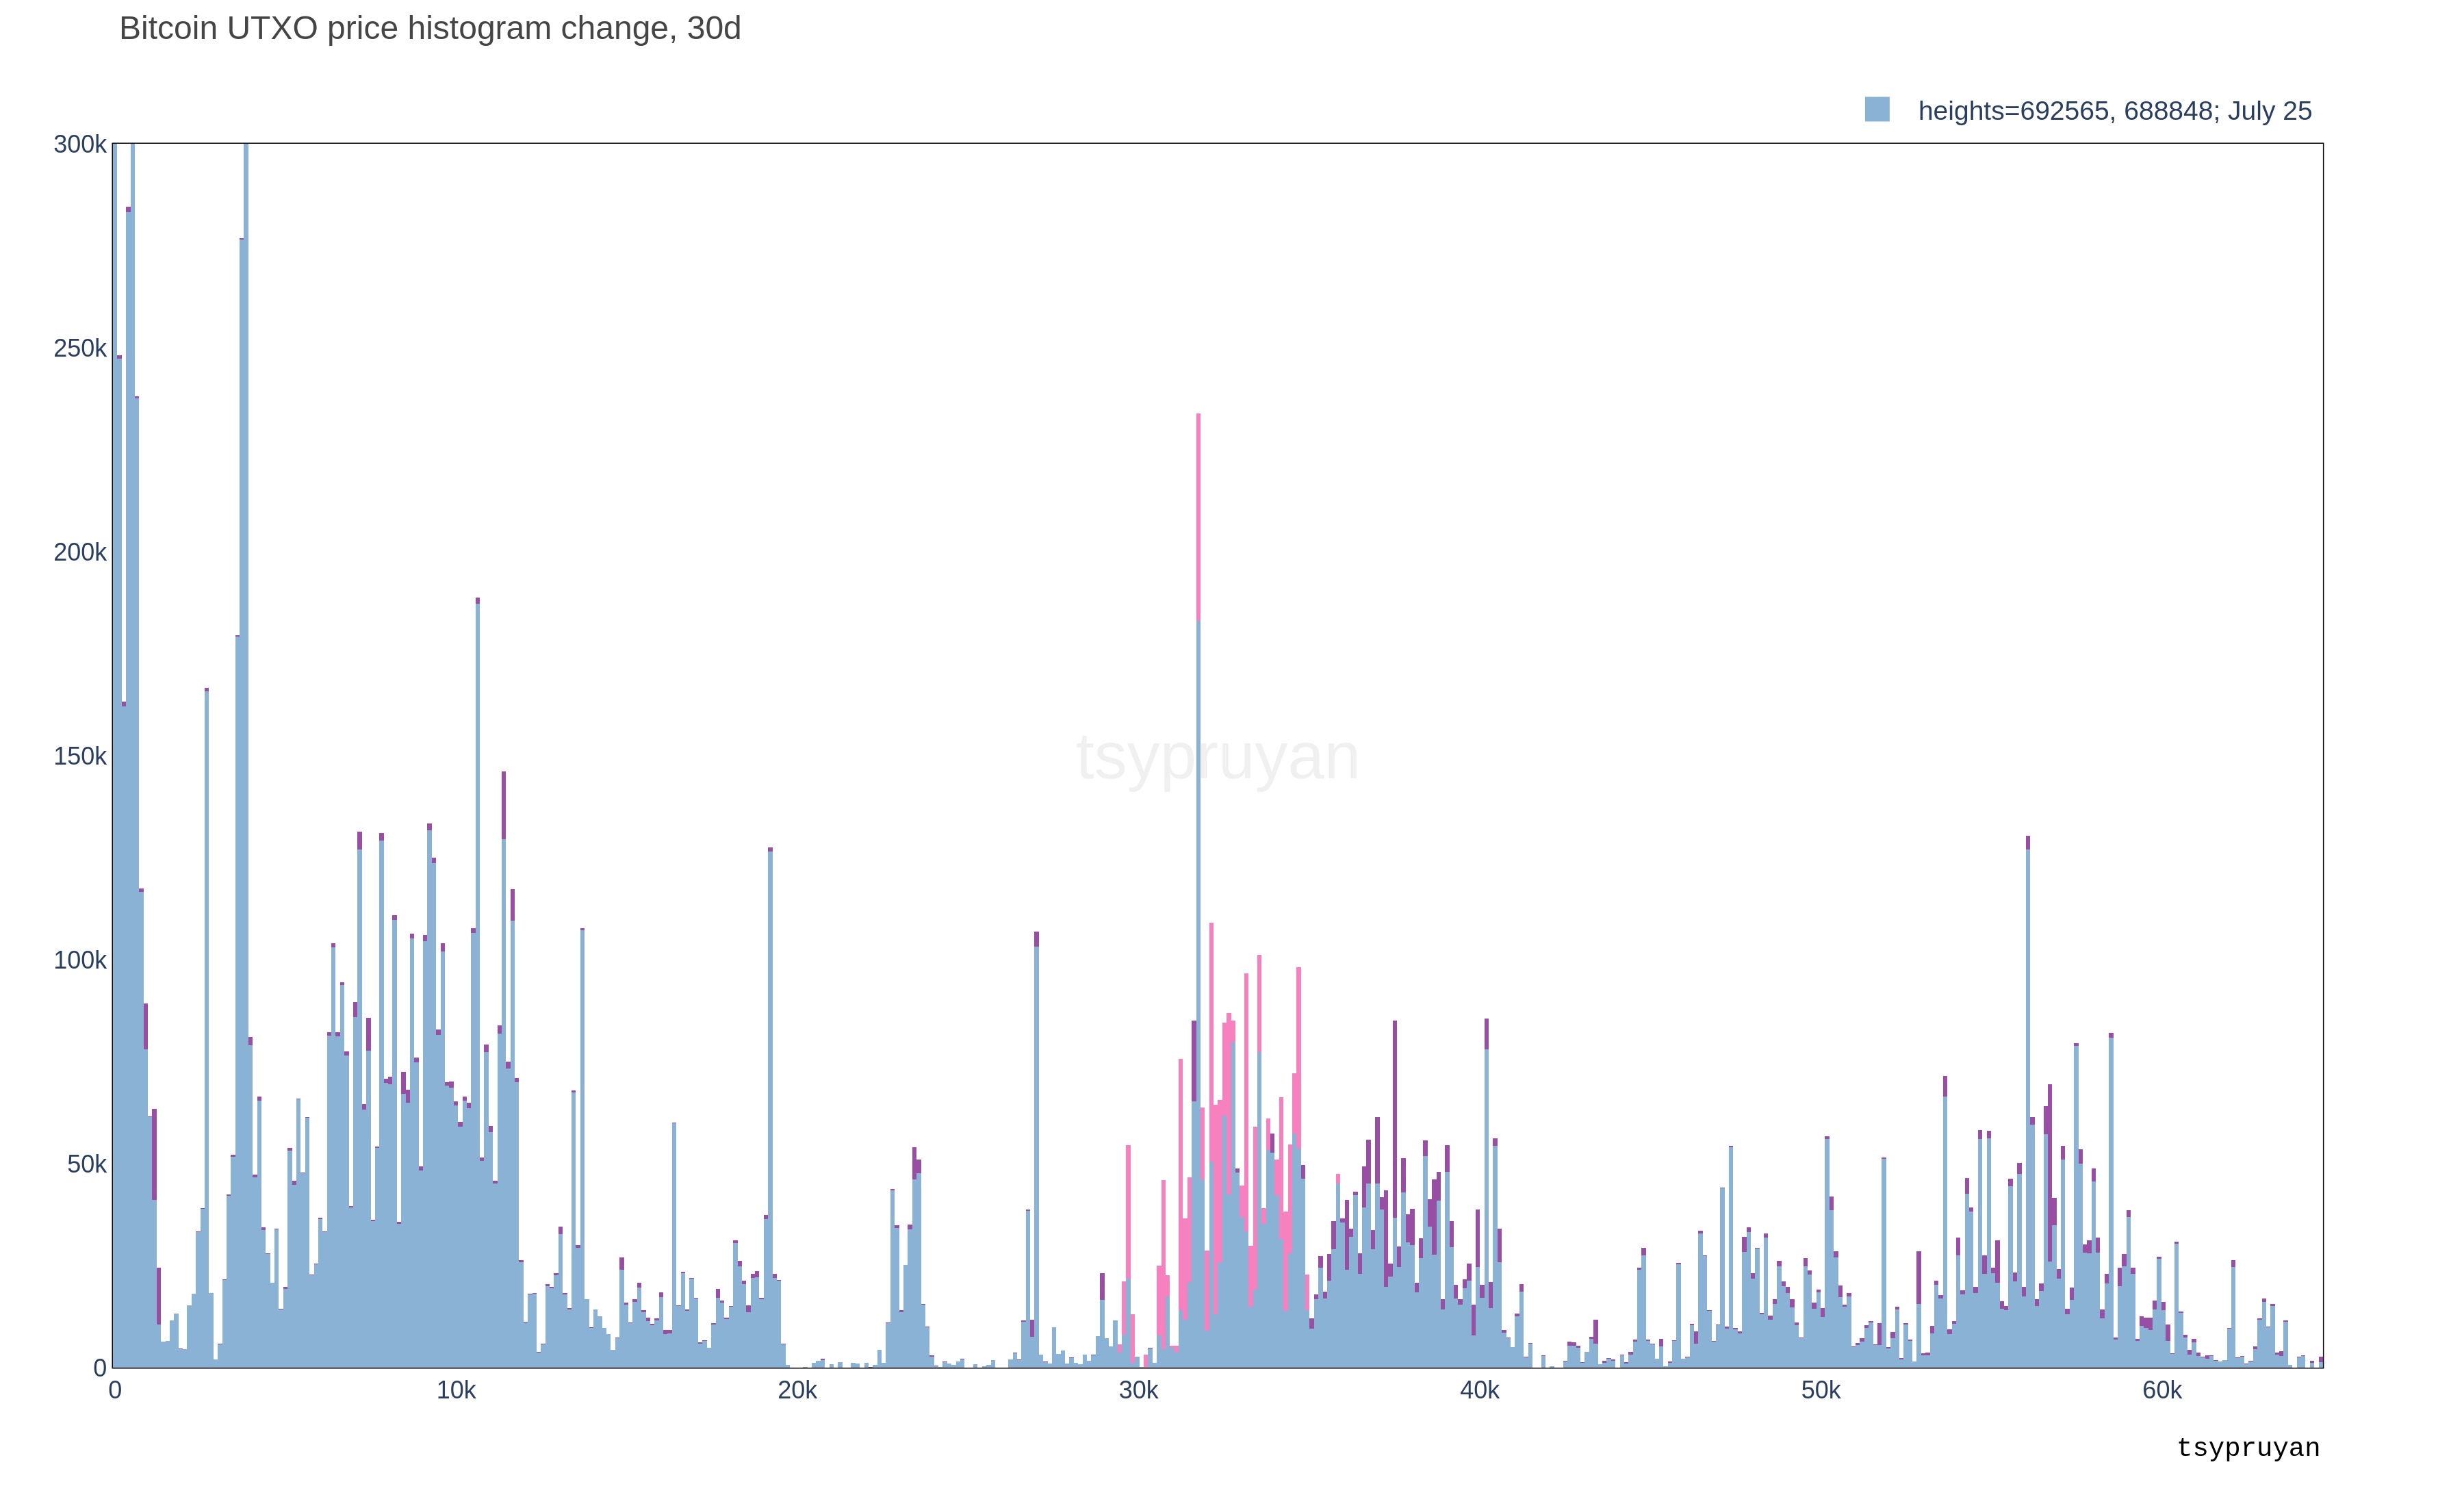 Bitcoin UTXO price histogram change, 30d
heights=692565, 688848; July 25
300k
250k
200k
150k
100k
50k
0
tsypruyan
0 10k 20k 30k 40k 50k 60k
tsypruyan